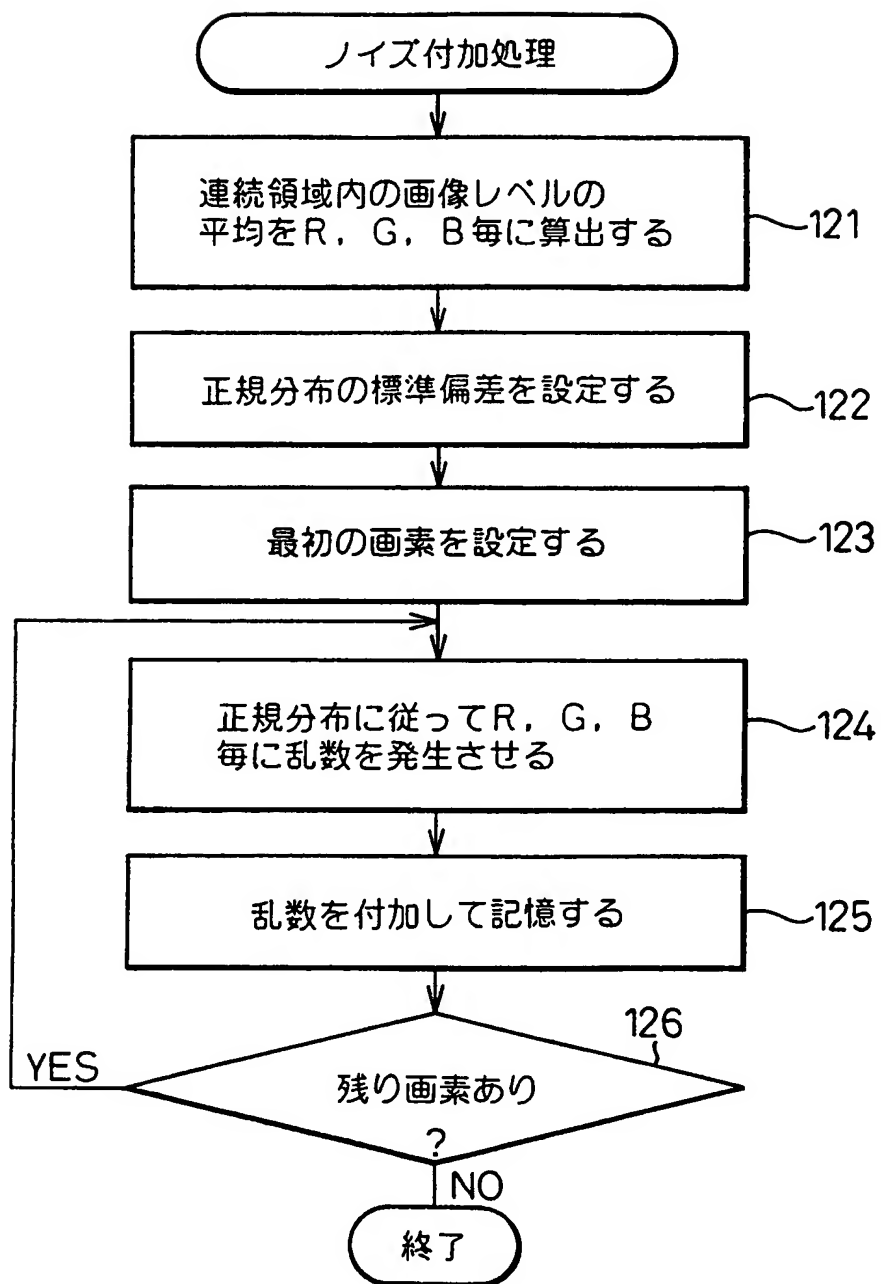 ノイズ付加処理
連続領域内の画像レベルの
平均をR，G，B毎に算出する
121
正規分布の標準偏差を設定する
122
最初の画素を設定する
123
正規分布に従ってR，G，B
毎に乱数を発生させる
124
乱数を付加して記憶する
125
126
YES
残り画素あり
?
NO
終了